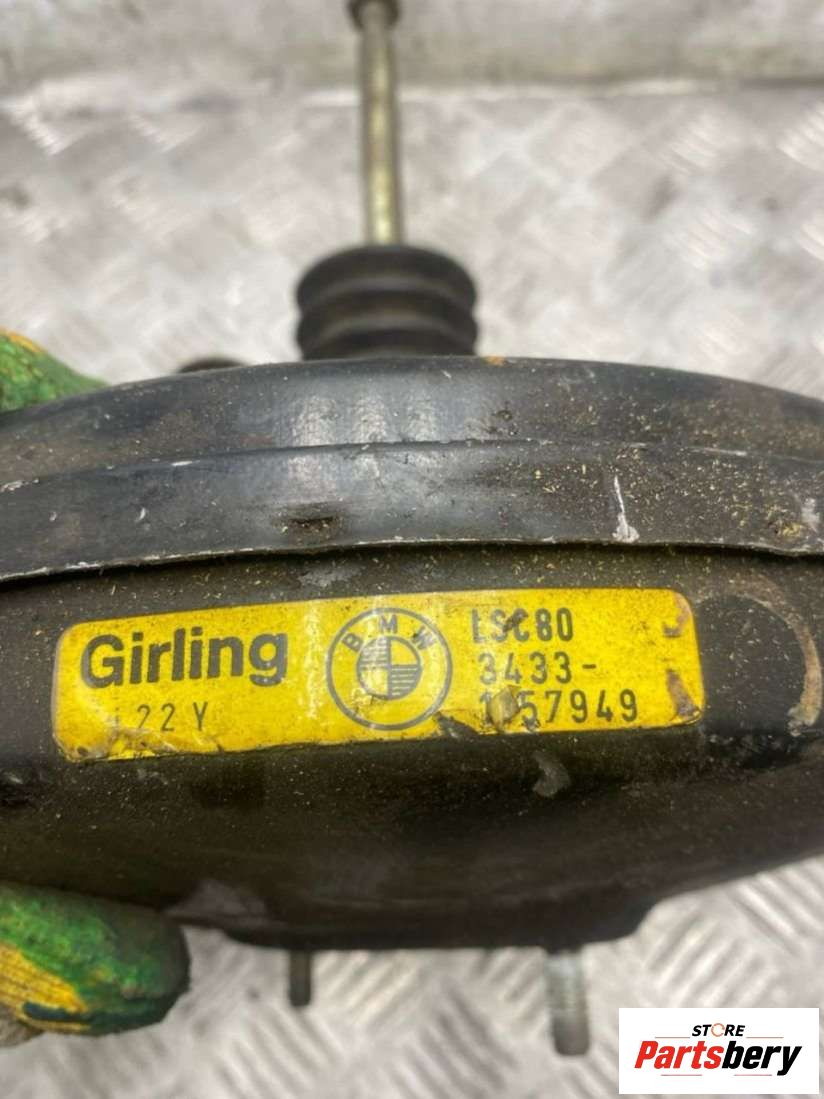 Girling
BMW
LSC80
3433-
22 Y
STORE
Partsbery